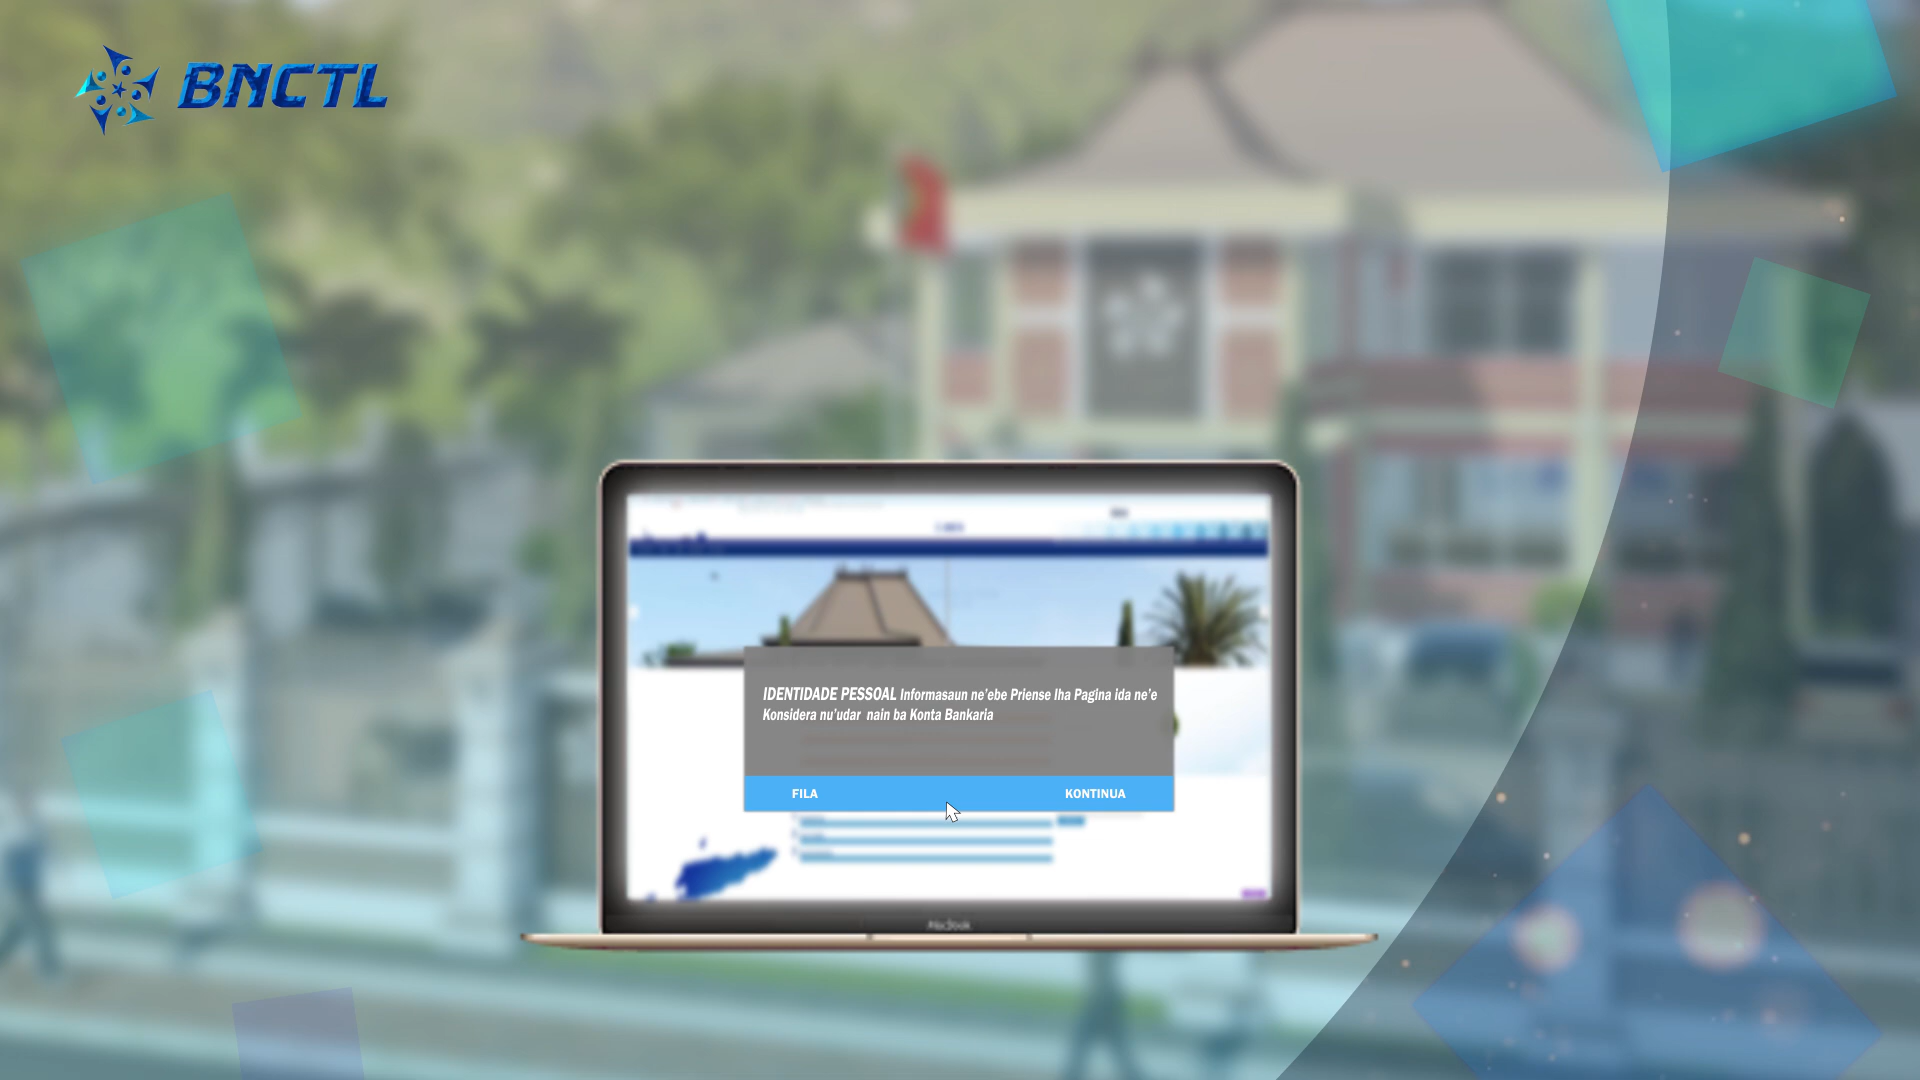 BNCTL
IDENTIDADE PESSOAL Informasaun ne'ebe Priense Iha Pagina ida ne'e
Konsidera nu'udar nain ba Konta Bankaria
FILA
KONTINUA
MacBook